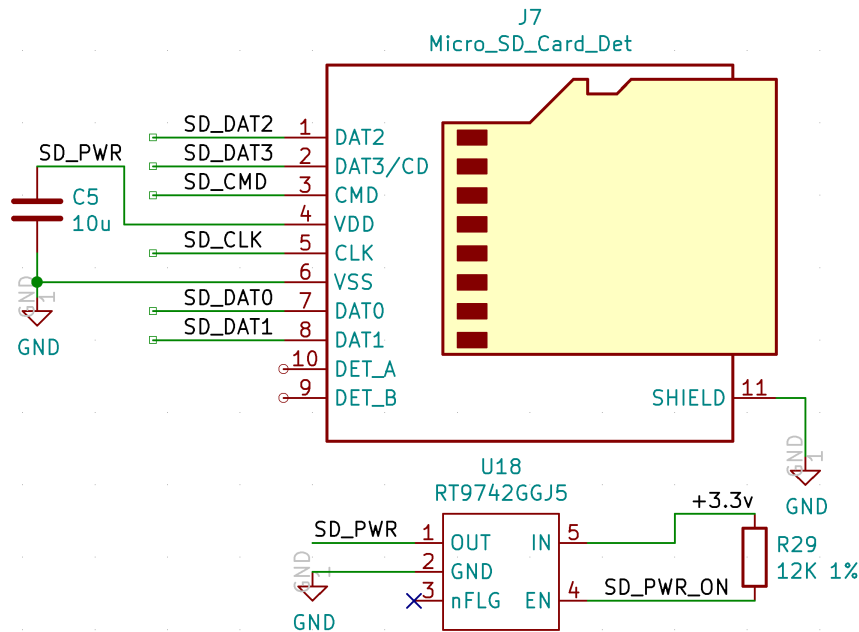 J7
Micro_SD_Card_Det
SD_DAT2 1 DAT2
SD_DAT3 2 DAT3/CD
SD_PWR
SD_CMD 3 CMD
C5
10u
4 VDD
SD_CLK 5 CLK
6 VSS
GND 1
SD_DAT0 7 DAT0
SD_DAT1 8 DAT1
GND
10 DET_A
9 DET_B
SHIELD 11
GND 1
GND
U18
RT9742GGJ5
+3.3v
SD_PWR 1 OUT IN 5
R29
12K 1%
GND 1
2 GND
3 nFLG EN 4 SD_PWR_ON
GND